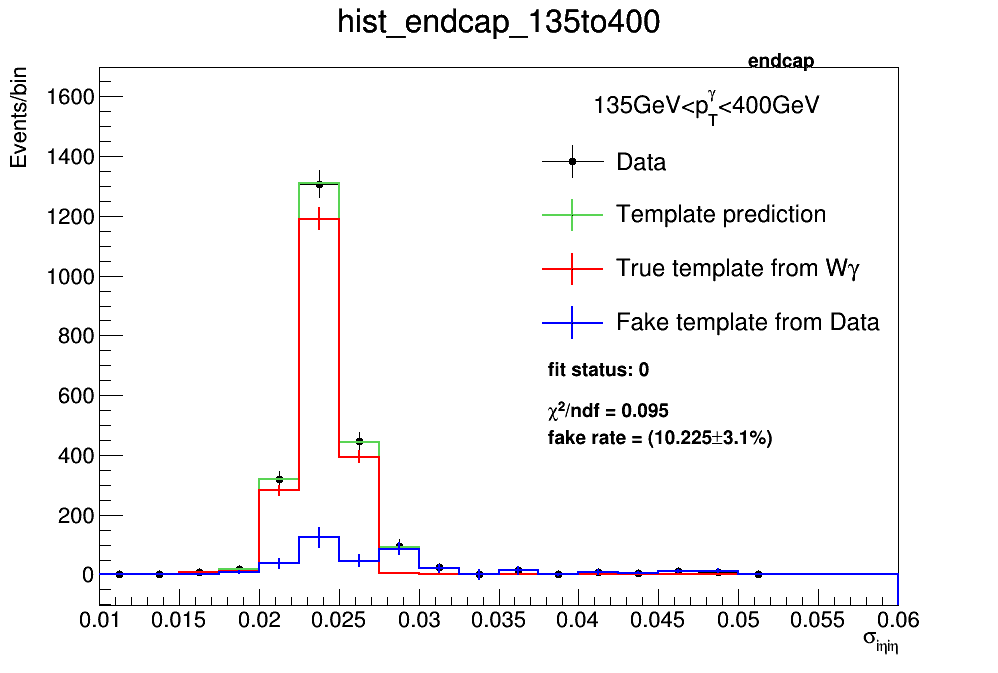 hist_endcap_135to400
endcap
Events/bin
135GeV<p_T^γ<400GeV
Data
Template prediction
True template from Wγ
Fake template from Data
fit status: 0
χ²/ndf = 0.095
fake rate = (10.225±3.1%)
1600
1400
1200
1000
800
600
400
200
0
0.01 0.015 0.02 0.025 0.03 0.035 0.04 0.045 0.05 0.055 0.06
σiηiη